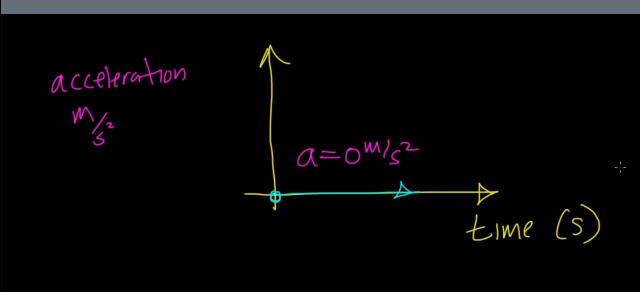 acceleration
m/s²
a = 0 m/s²
time (s)